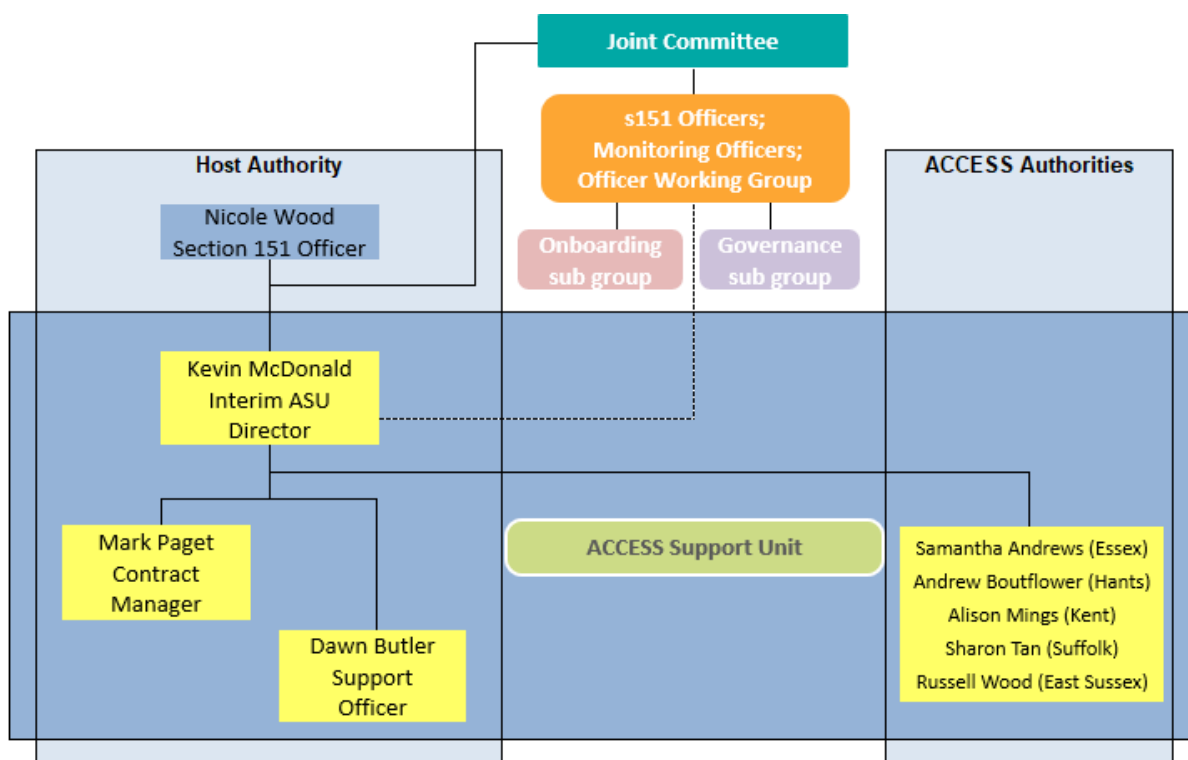 Joint Committee
s151 Officers;
Monitoring Officers;
Officer Working Group
Host Authority
ACCESS Authorities
Nicole Wood
Section 151 Officer
Onboarding
sub group
Governance
sub group
Kevin McDonald
Interim ASU
Director
Mark Paget
Contract
Manager
ACCESS Support Unit
Samantha Andrews (Essex)
Andrew Boutflower (Hants)
Alison Mings (Kent)
Sharon Tan (Suffolk)
Russell Wood (East Sussex)
Dawn Butler
Support
Officer